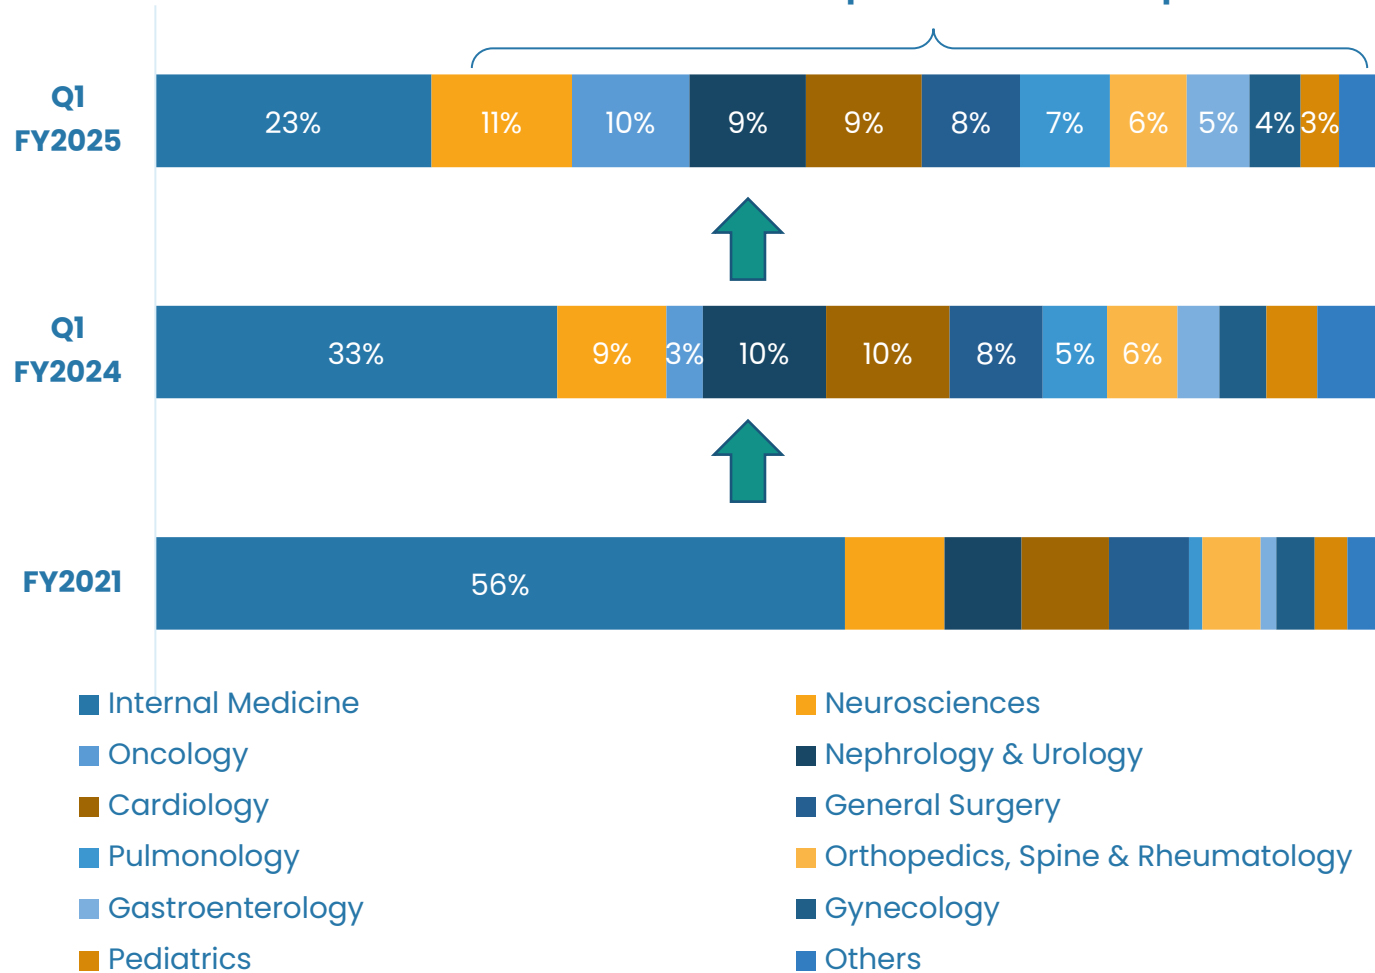 Q1
FY2025
23% 11% 10% 9% 9% 8% 7% 6% 5% 4% 3%
Q1
FY2024
33% 9% 3% 10% 10% 8% 5% 6%
FY2021
56%
Internal Medicine
Neurosciences
Oncology
Nephrology & Urology
Cardiology
General Surgery
Pulmonology
Orthopedics, Spine & Rheumatology
Gastroenterology
Gynecology
Pediatrics
Others